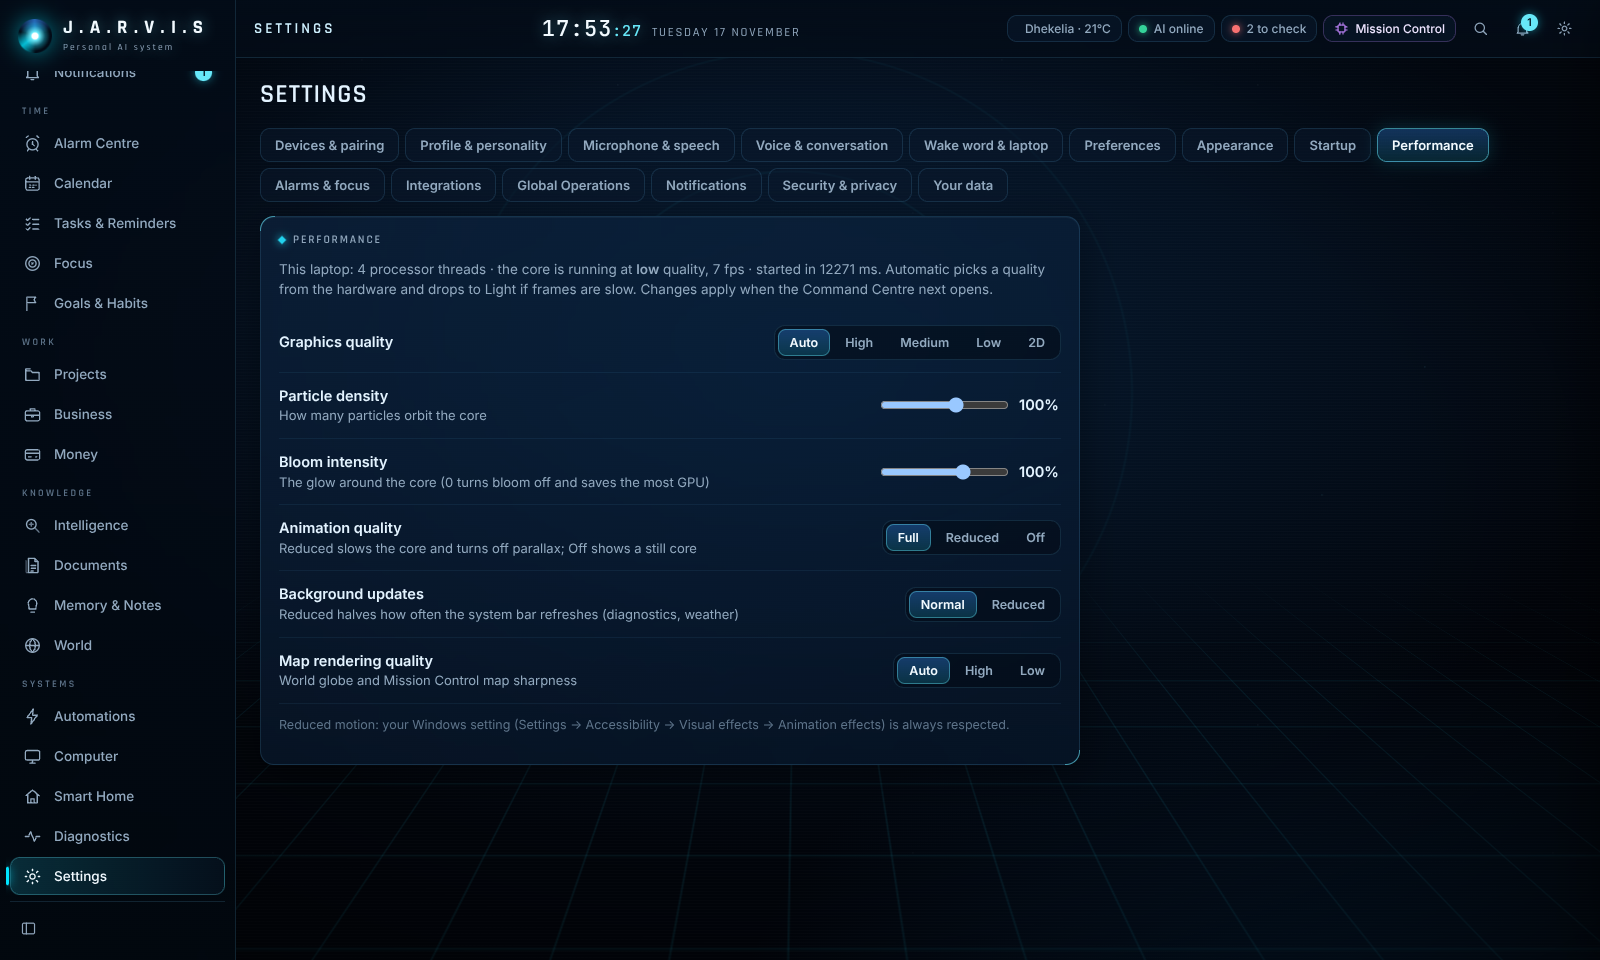 J.A.R.V.I.S
Personal AI system
SETTINGS
17:53:27 TUESDAY 17 NOVEMBER
Dhekelia · 21°C
AI online
2 to check
Mission Control
1
Notifications
1
TIME
Alarm Centre
Calendar
Tasks & Reminders
Focus
Goals & Habits
WORK
Projects
Business
Money
KNOWLEDGE
Intelligence
Documents
Memory & Notes
World
SYSTEMS
Automations
Computer
Smart Home
Diagnostics
Settings
SETTINGS
Devices & pairing
Profile & personality
Microphone & speech
Voice & conversation
Wake word & laptop
Preferences
Appearance
Startup
Performance
Alarms & focus
Integrations
Global Operations
Notifications
Security & privacy
Your data
PERFORMANCE
This laptop: 4 processor threads · the core is running at low quality, 7 fps · started in 12271 ms. Automatic picks a quality
from the hardware and drops to Light if frames are slow. Changes apply when the Command Centre next opens.
Graphics quality
Auto High Medium Low 2D
Particle density
How many particles orbit the core
100%
Bloom intensity
The glow around the core (0 turns bloom off and saves the most GPU)
100%
Animation quality
Reduced slows the core and turns off parallax; Off shows a still core
Full Reduced Off
Background updates
Reduced halves how often the system bar refreshes (diagnostics, weather)
Normal Reduced
Map rendering quality
World globe and Mission Control map sharpness
Auto High Low
Reduced motion: your Windows setting (Settings → Accessibility → Visual effects → Animation effects) is always respected.